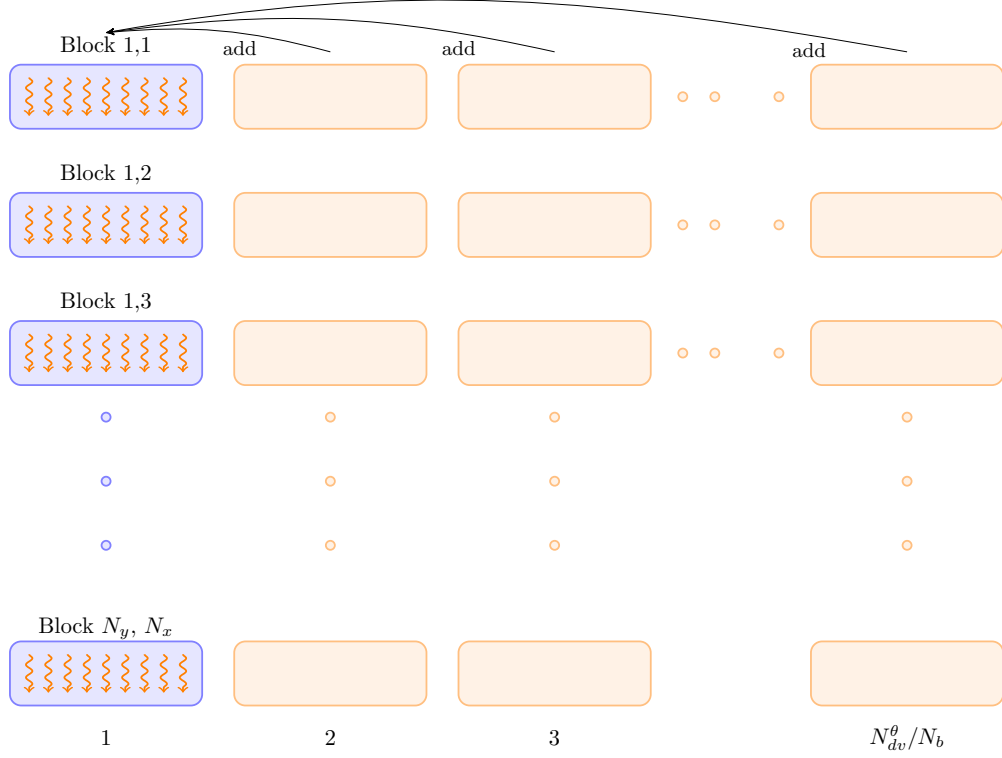 Block 1,1
add
add
add
Block 1,2
Block 1,3
Block $N_y$, $N_x$
1
2
3
$N_{dv}^{\theta}/N_b$